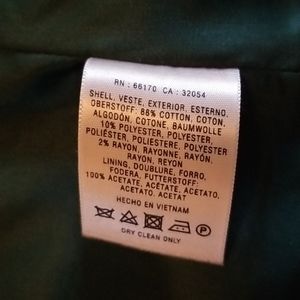 RN : 66170 CA : 32054
SHELL, VESTE, EXTERIOR, ESTERNO,
OBERSTOFF: 88% COTTON, COTON,
ALGODÓN, COTONE, BAUMWOLLE
10% POLYESTER, POLYESTER,
POLIÉSTER, POLIESTERE, POLYESTER
2% RAYON, RAYONNE, RAYÓN,
RAYON, REYON
LINING, DOUBLURE, FORRO,
FODERA, FUTTERSTOFF:
100% ACETATE, ACÉTATE, ACETATO,
ACETATO, ACETAT
HECHO EN VIETNAM
P
DRY CLEAN ONLY